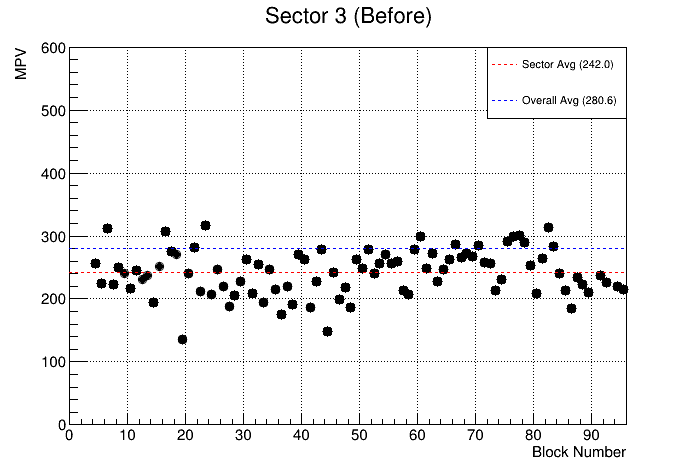 Sector 3 (Before)
MPV
600
500
400
300
200
100
0
Sector Avg (242.0)
Overall Avg (280.6)
0 10 20 30 40 50 60 70 80 90
Block Number